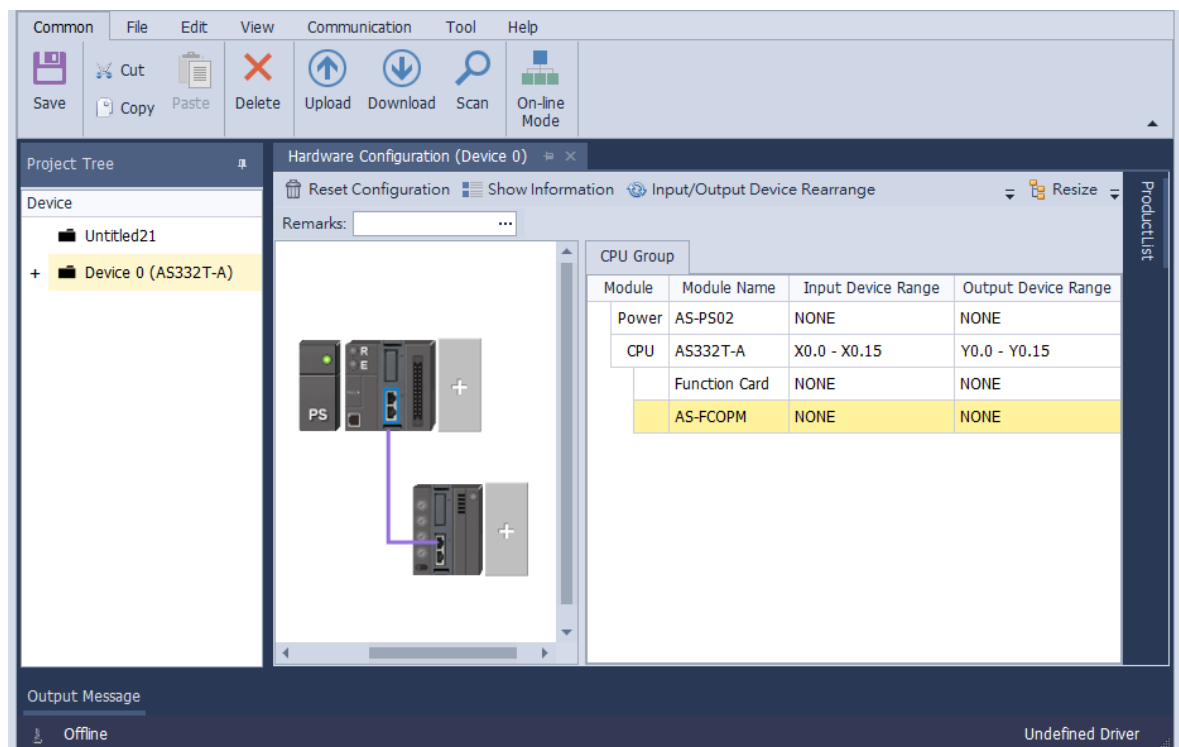 Common File Edit View Communication Tool Help
Save Cut Copy Paste Delete Upload Download Scan On-line Mode
Project Tree
Hardware Configuration (Device 0)
Reset Configuration Show Information Input/Output Device Rearrange Resize
ProductList
Device
Remarks: ...
Untitled21
Device 0 (AS332T-A)
CPU Group
Module Module Name Input Device Range Output Device Range
Power AS-PS02 NONE NONE
CPU AS332T-A X0.0 - X0.15 Y0.0 - Y0.15
Function Card NONE NONE
AS-FCOPM NONE NONE
R
E
PS
Output Message
Offline Undefined Driver